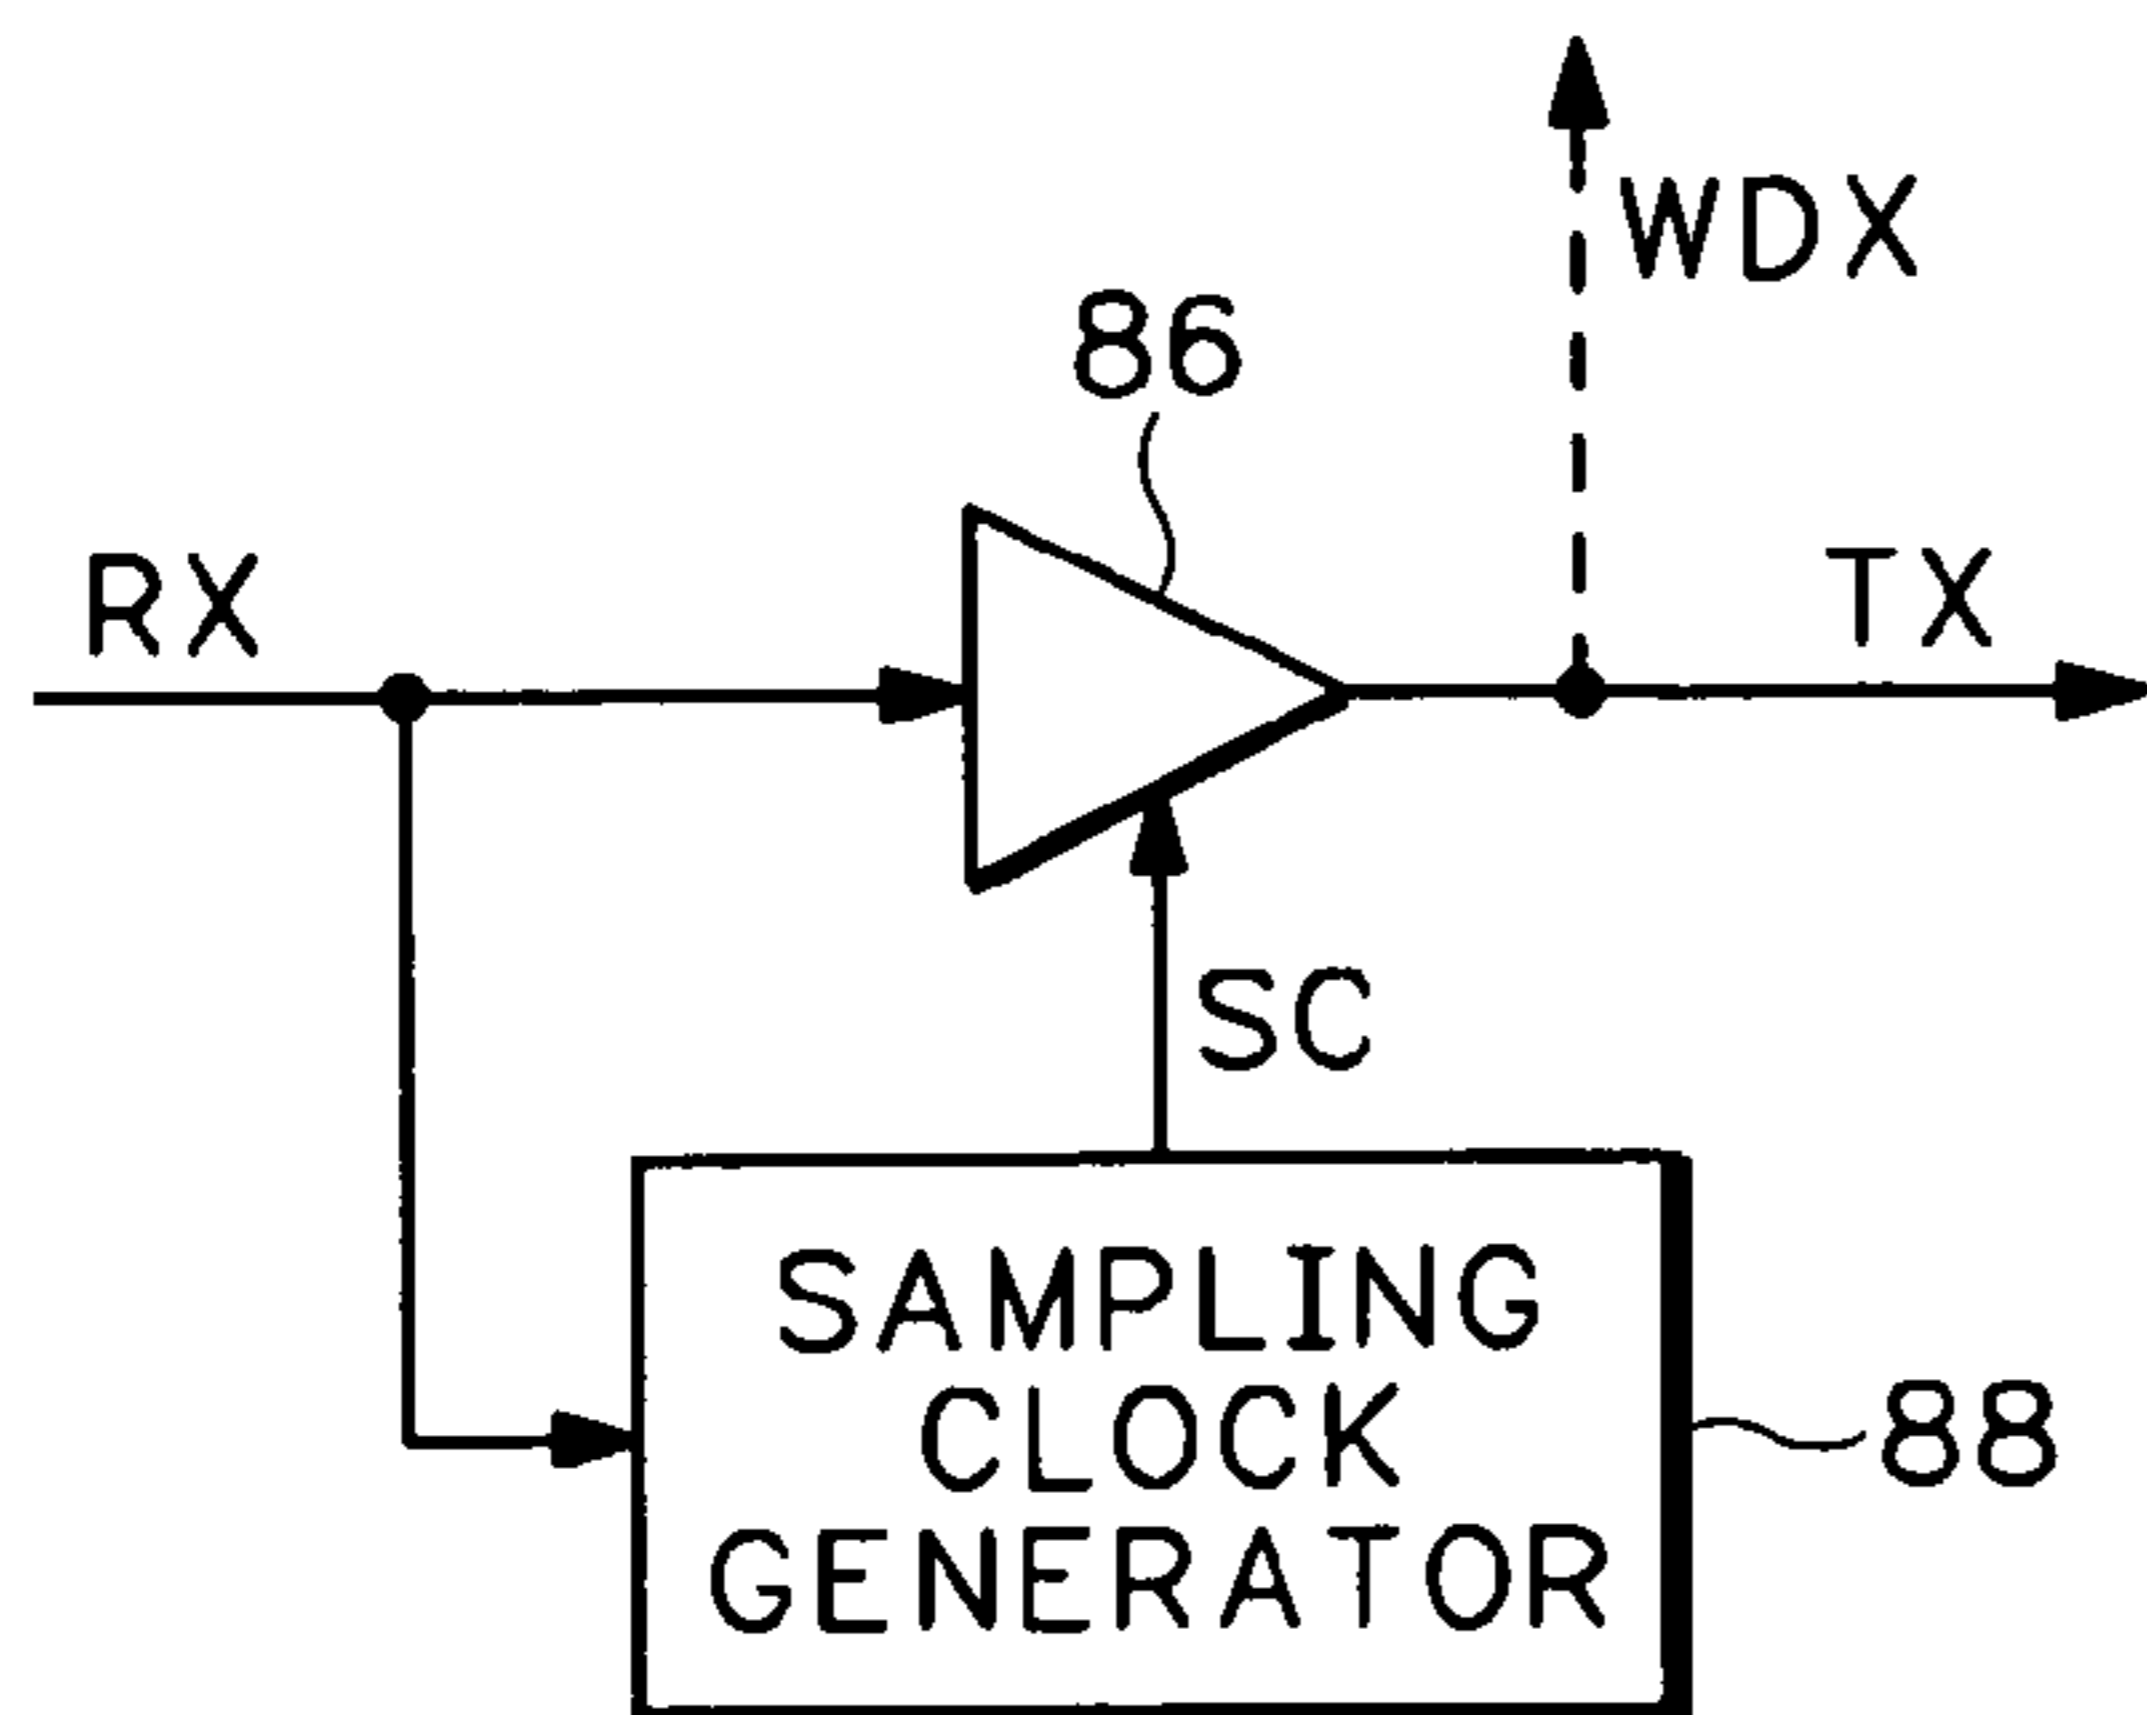 WDX
86
RX
TX
SC
SAMPLING
CLOCK
GENERATOR
88